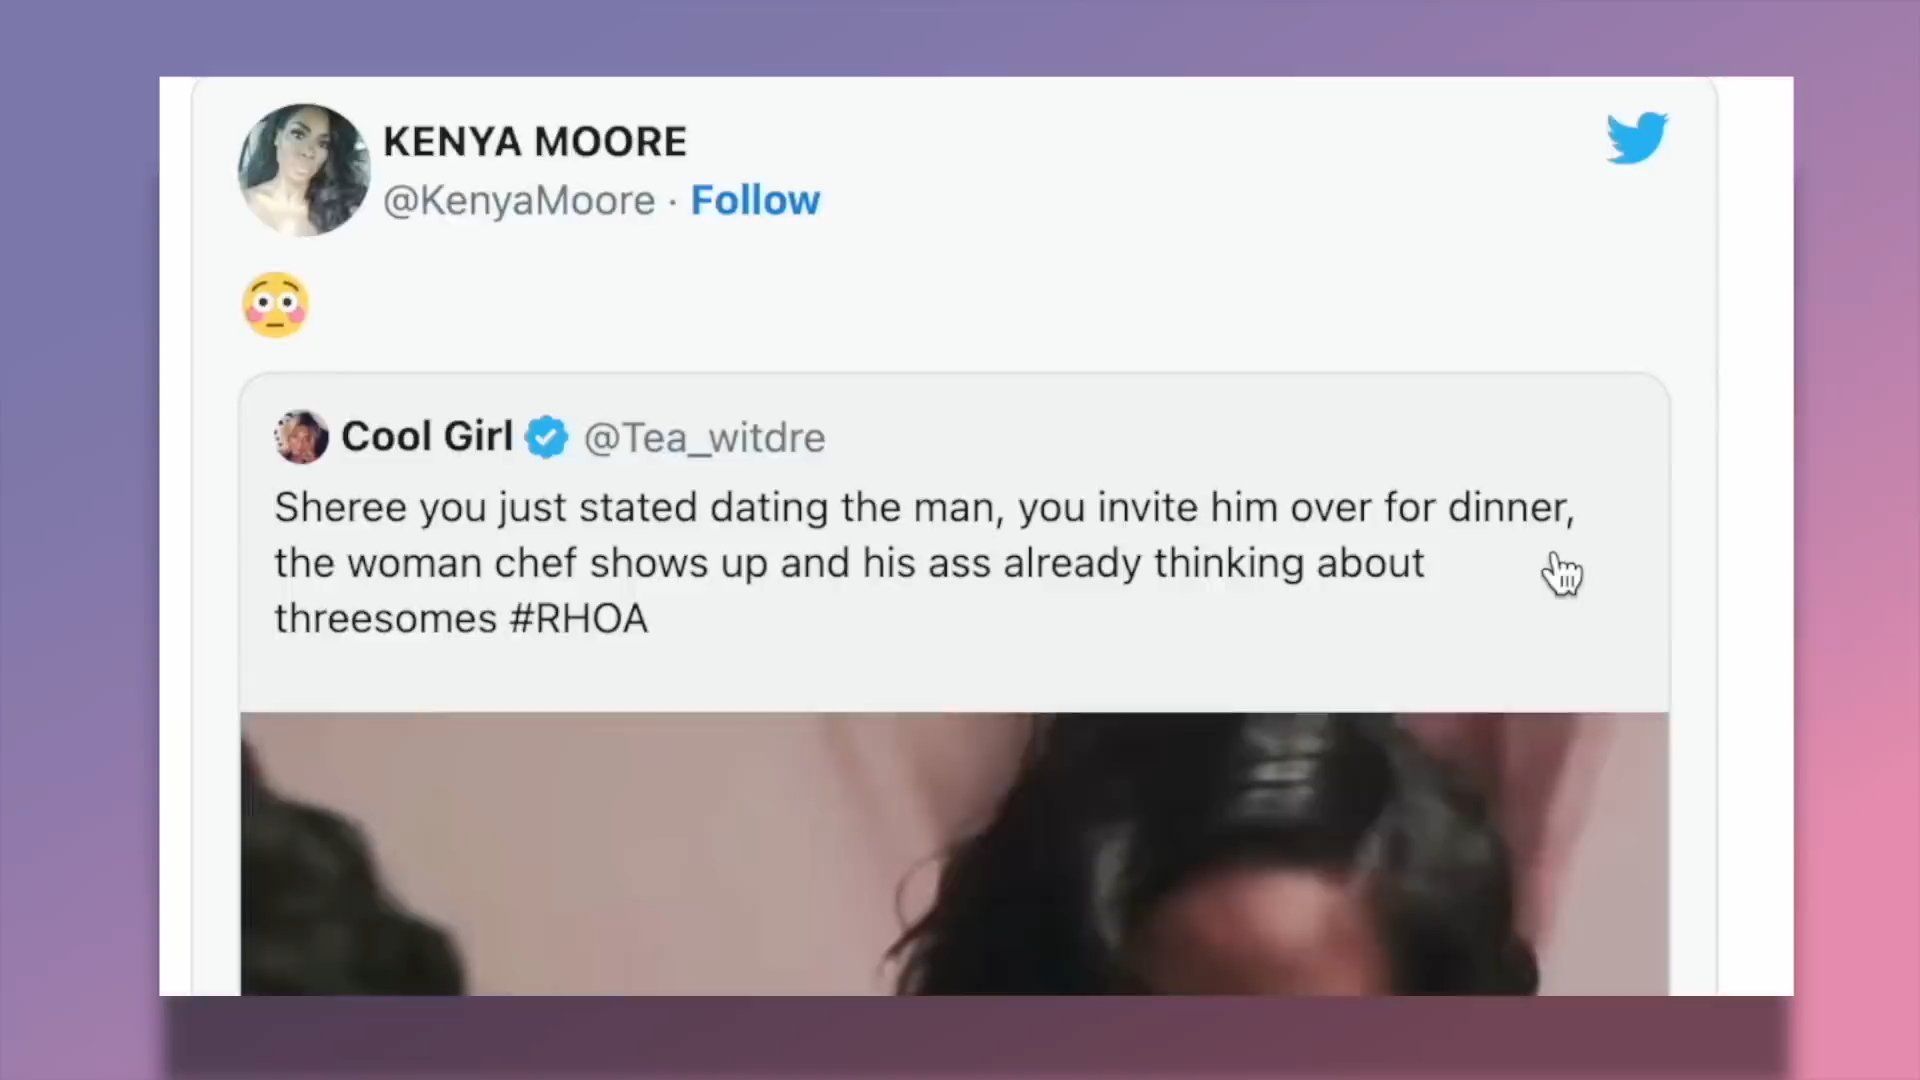 KENYA MOORE
@KenyaMoore · Follow
😳
Cool Girl @Tea_witdre
Sheree you just stated dating the man, you invite him over for dinner,
the woman chef shows up and his ass already thinking about
threesomes #RHOA